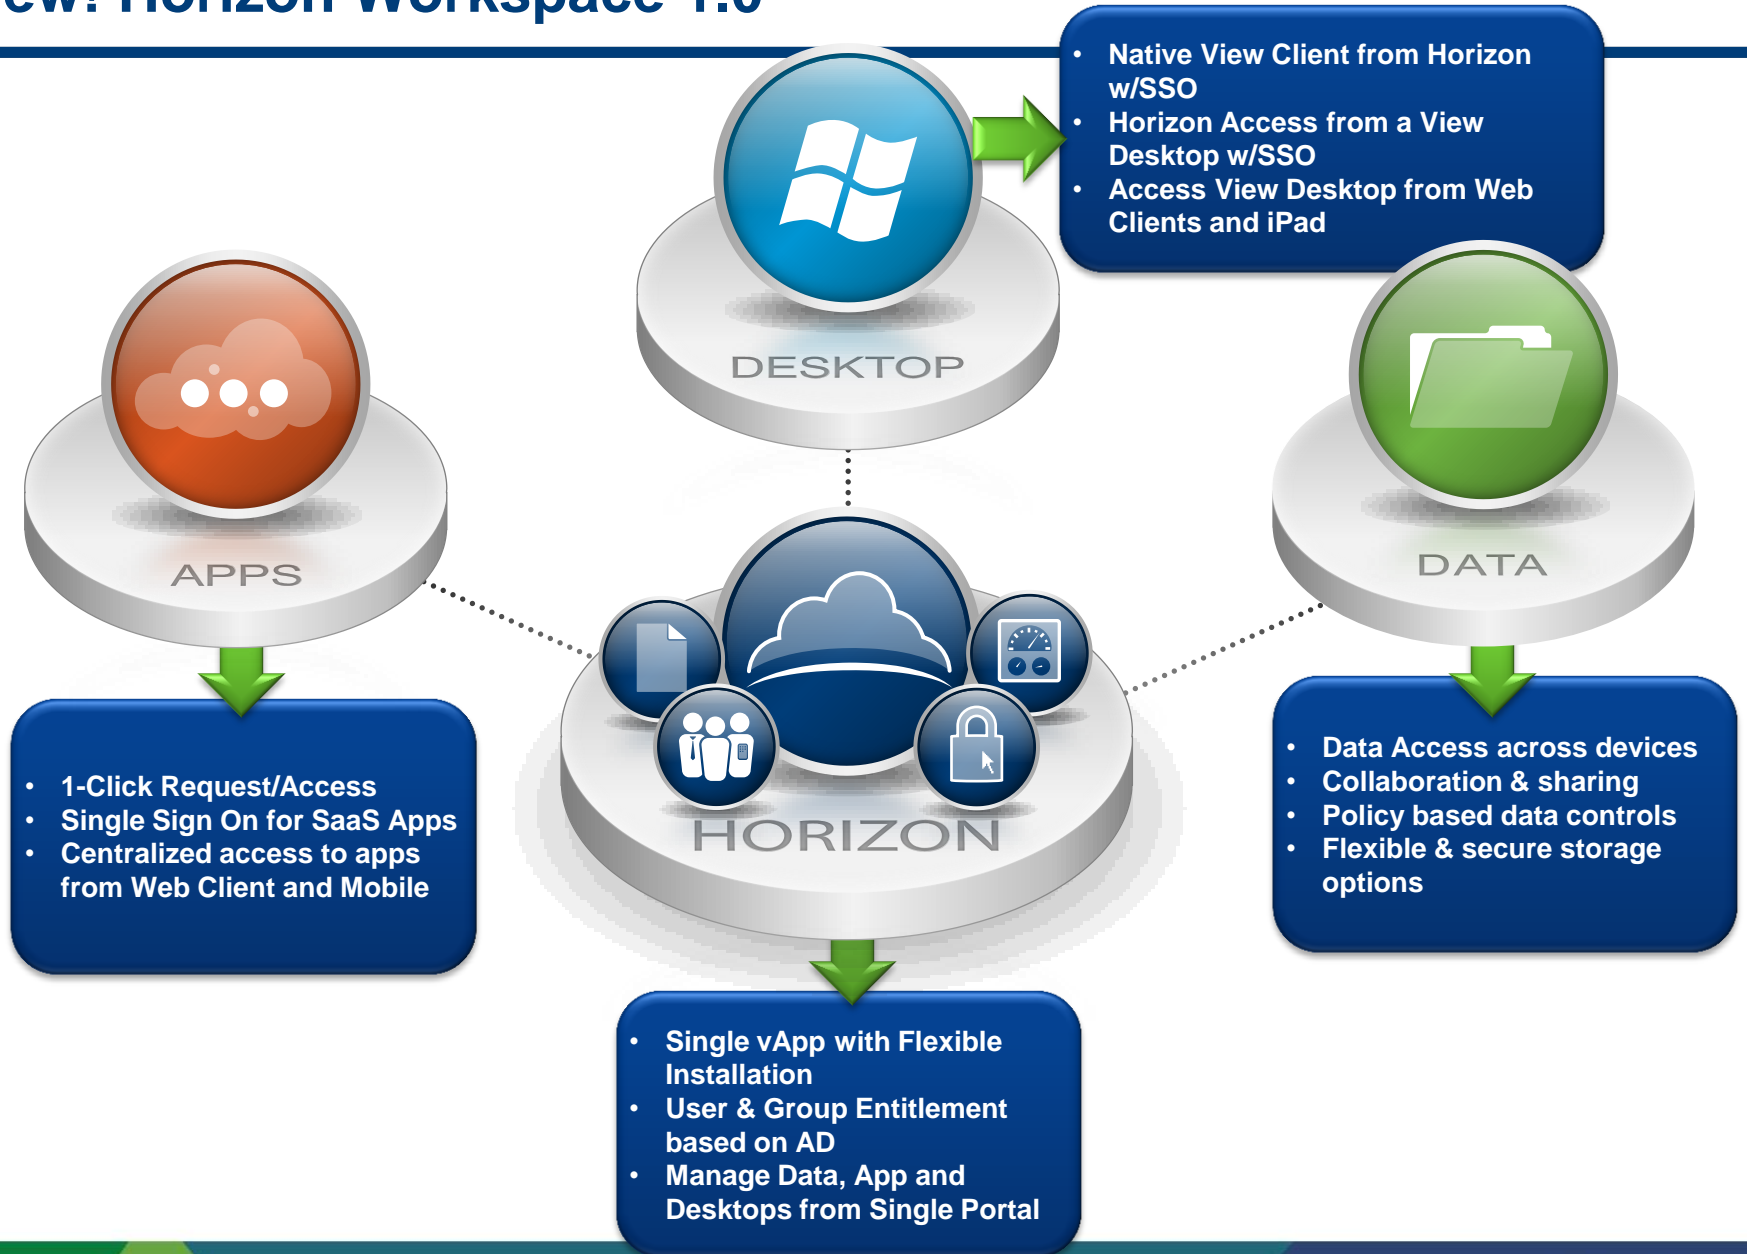 Horizon Workspace 1.0
• Native View Client from Horizon
w/SSO
• Horizon Access from a View
Desktop w/SSO
• Access View Desktop from Web
Clients and iPad
DESKTOP
APPS
DATA
HORIZON
• 1-Click Request/Access
• Single Sign On for SaaS Apps
• Centralized access to apps
from Web Client and Mobile
• Data Access across devices
• Collaboration & sharing
• Policy based data controls
• Flexible & secure storage
options
• Single vApp with Flexible
Installation
• User & Group Entitlement
based on AD
• Manage Data, App and
Desktops from Single Portal